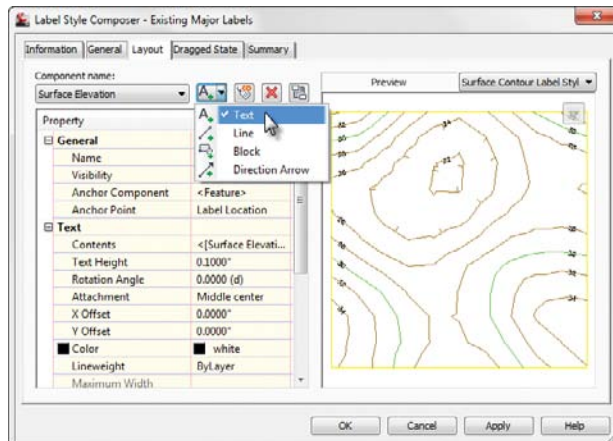 Label Style Composer - Existing Major Labels
Information General Layout Dragged State Summary
Component name:
Surface Elevation
Preview
Surface Contour Label Styl
Text
Line
Block
Direction Arrow
Property
General
Name
Visibility
Anchor Component <Feature>
Anchor Point Label Location
Text
Contents <[Surface Elevati...
Text Height 0.1000"
Rotation Angle 0.0000 (d)
Attachment Middle center
X Offset 0.0000"
Y Offset 0.0000"
Color white
Lineweight ByLayer
Maximum Width
OK Cancel Apply Help